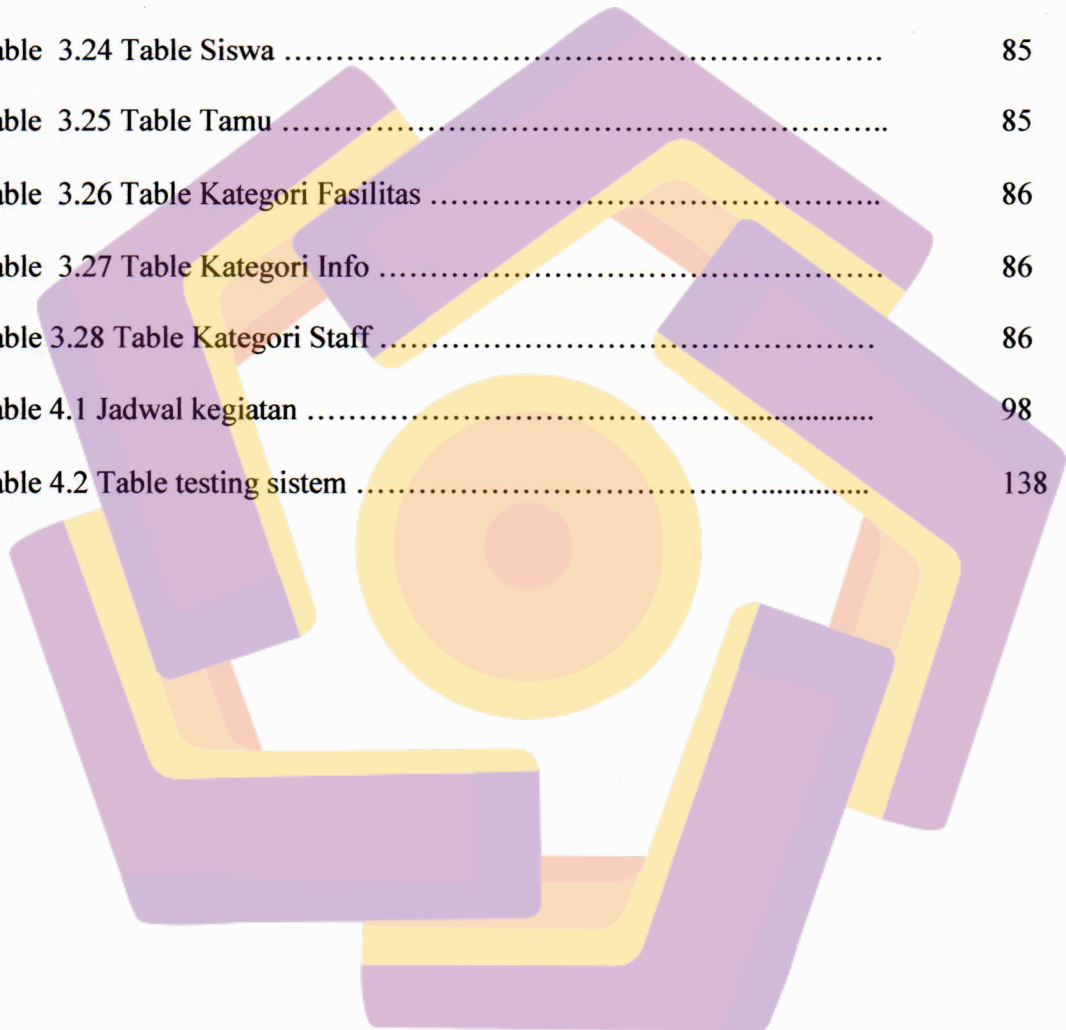 able 3.24 Table Siswa ........................................................ 85
able 3.25 Table Tamu ........................................................ 85
able 3.26 Table Kategori Fasilitas .......................................... 86
able 3.27 Table Kategori Info ............................................... 86
able 3.28 Table Kategori Staff .............................................. 86
able 4.1 Jadwal kegiatan .................................................... 98
able 4.2 Table testing sistem ............................................... 138